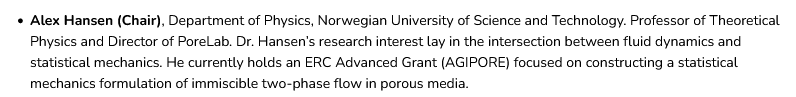 • Alex Hansen (Chair), Department of Physics, Norwegian University of Science and Technology. Professor of Theoretical
Physics and Director of PoreLab. Dr. Hansen's research interest lay in the intersection between fluid dynamics and
statistical mechanics. He currently holds an ERC Advanced Grant (AGIPORE) focused on constructing a statistical
mechanics formulation of immiscible two-phase flow in porous media.